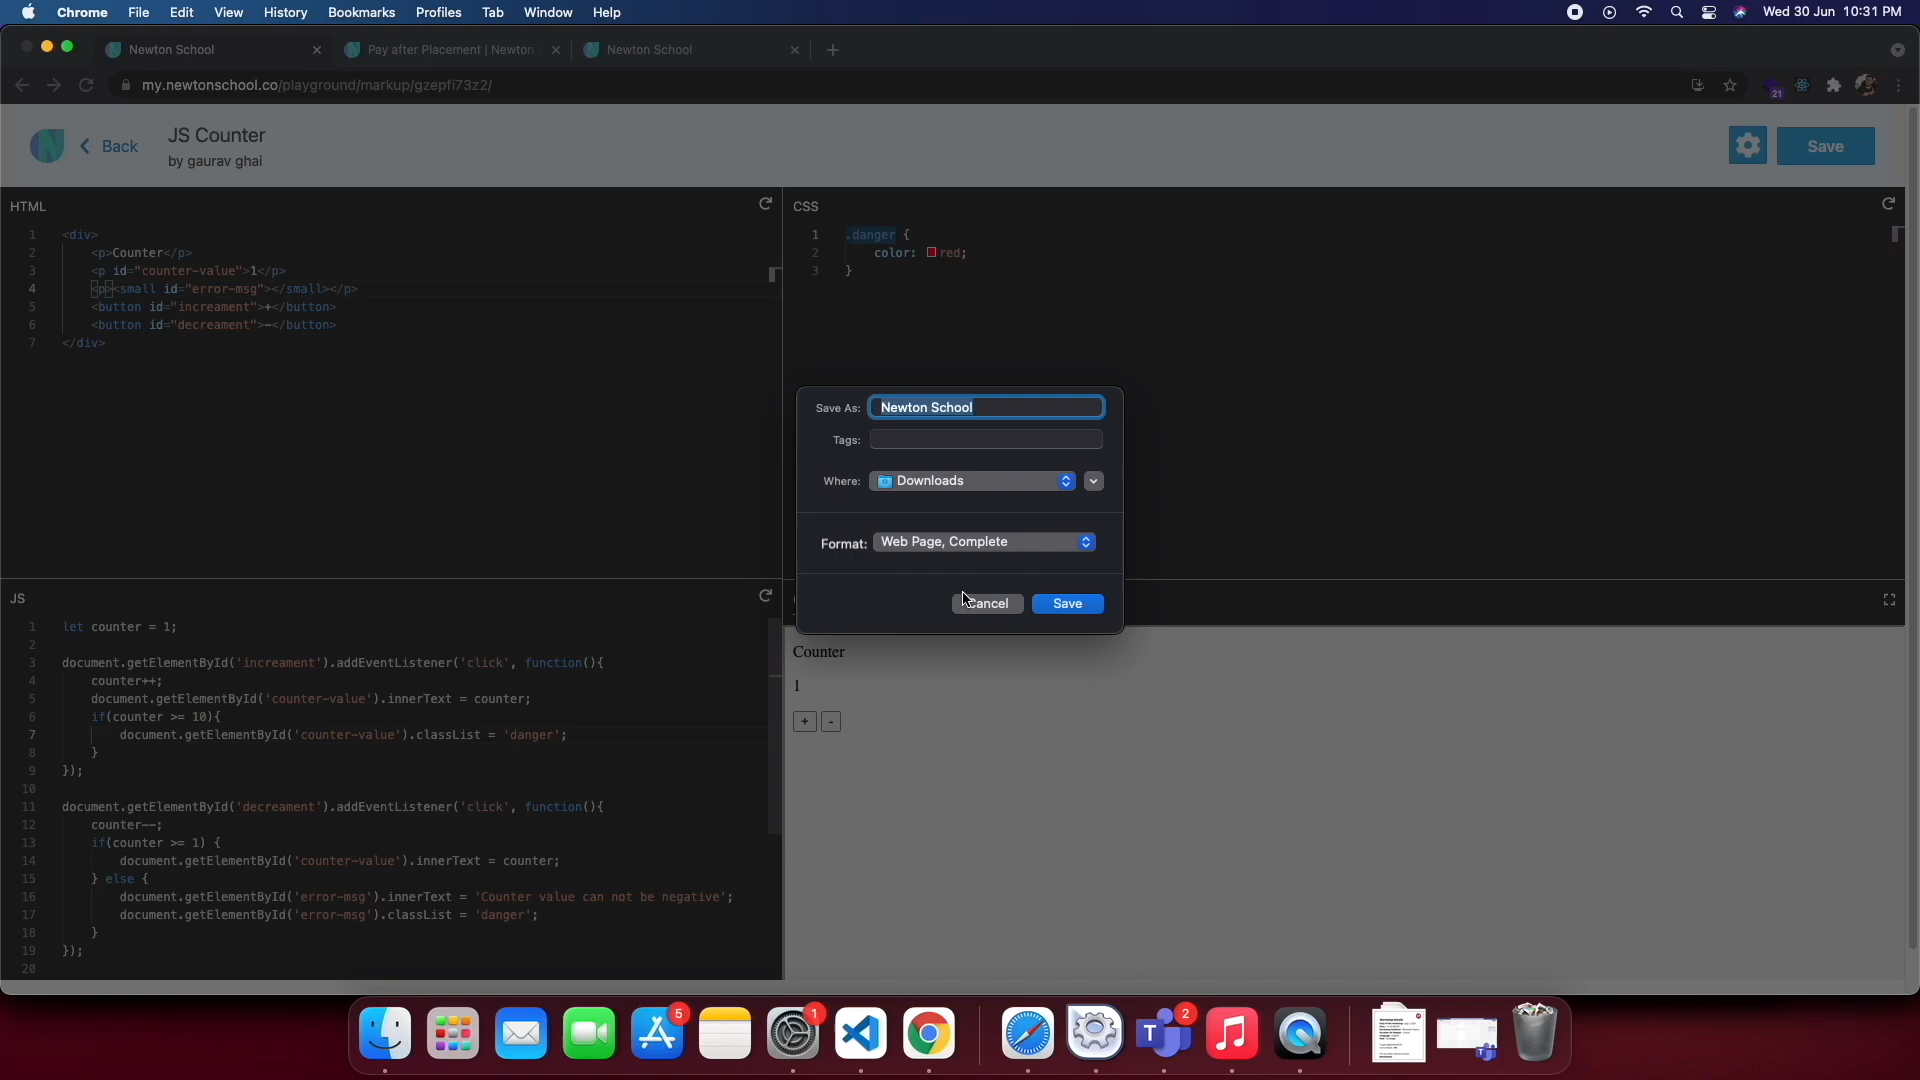 Chrome File Edit View History Bookmarks Profiles Tab Window Help Wed 30 Jun 10:31 PM
Newton School Pay after Placement | Newton Newton School
my.newtonschool.co/playground/markup/gzepfi73z2/
21
Back
JS Counter
by gaurav ghai
Save
HTML
1 <div>
2 <p>Counter</p>
3 <p id="counter-value">1</p>
4 <p><small id="error-msg"></small></p>
5 <button id="increament">+</button>
6 <button id="decreament">-</button>
7 </div>
CSS
1 .danger {
2 color: red;
3 }
Save As: Newton School
Tags:
Where: Downloads
Format: Web Page, Complete
Cancel Save
JS
1 let counter = 1;
2
3 document.getElementById('increament').addEventListener('click', function(){
4 counter++;
5 document.getElementById('counter-value').innerText = counter;
6 if(counter >= 10){
7 document.getElementById('counter-value').classList = 'danger';
8 }
9 });
10
11 document.getElementById('decreament').addEventListener('click', function(){
12 counter--;
13 if(counter >= 1) {
14 document.getElementById('counter-value').innerText = counter;
15 } else {
16 document.getElementById('error-msg').innerText = 'Counter value can not be negative';
17 document.getElementById('error-msg').classList = 'danger';
18 }
19 });
20
Counter
1
+ -
5 1 2